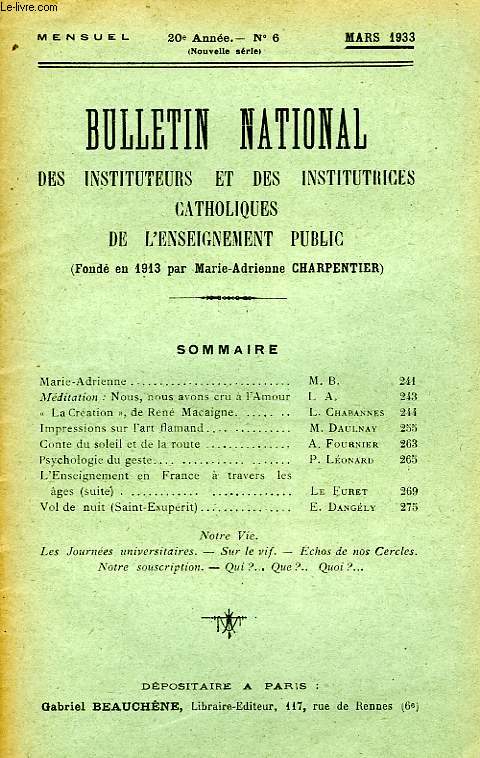 Le-livre.com
MENSUEL 20e Année. — N° 6 MARS 1933
(Nouvelle série)
BULLETIN NATIONAL
DES INSTITUTEURS ET DES INSTITUTRICES
CATHOLIQUES
DE L'ENSEIGNEMENT PUBLIC
(Fondé en 1913 par Marie-Adrienne CHARPENTIER)
SOMMAIRE
Marie-Adrienne . . . . . . . . . . . . . . . . . . M. B. 241
Méditation : Nous, nous avons cru à l'Amour L. A. 243
« La Création », de René Macaigne. . . . . . . . L. CHABANNES 244
Impressions sur l'art flamand. . . . . . . . . . . M. DAULNAY 255
Conte du soleil et de la route . . . . . . . . . . A. FOURNIER 263
Psychologie du geste. . . . . . . . . . . . . . . P. LÉONARD 265
L'Enseignement en France à travers les
âges (suite) . . . . . . . . . . . . . . . . . LE FURET 269
Vol de nuit (Saint-Exuperit) . . . . . . . . . . . E. DANGÉLY 275
Notre Vie.
Les Journées universitaires. — Sur le vif. — Echos de nos Cercles.
Notre souscription. — Qui ?.. Que ?.. Quoi ?...
DÉPOSITAIRE A PARIS :
Gabriel BEAUCHÊNE, Libraire-Editeur, 117, rue de Rennes (6e)